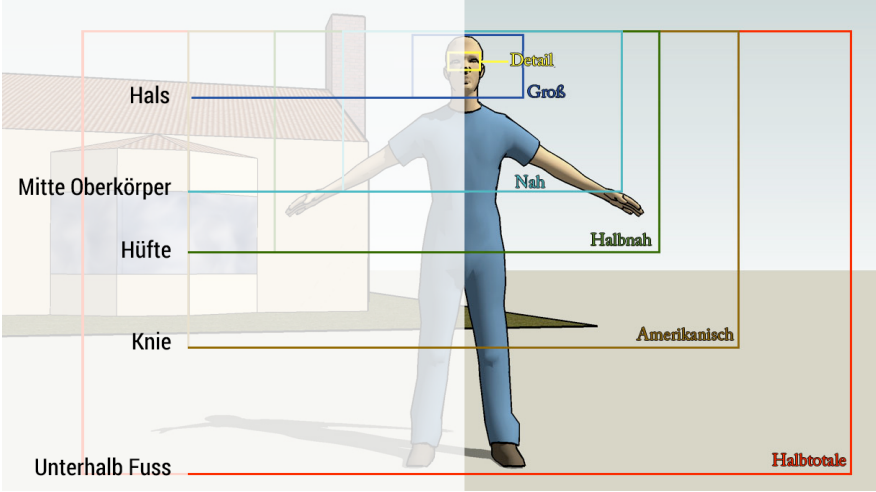 Detail
Groß
Hals
Nah
Mitte Oberkörper
Halbnah
Hüfte
Amerikanisch
Knie
Halbtotale
Unterhalb Fuss